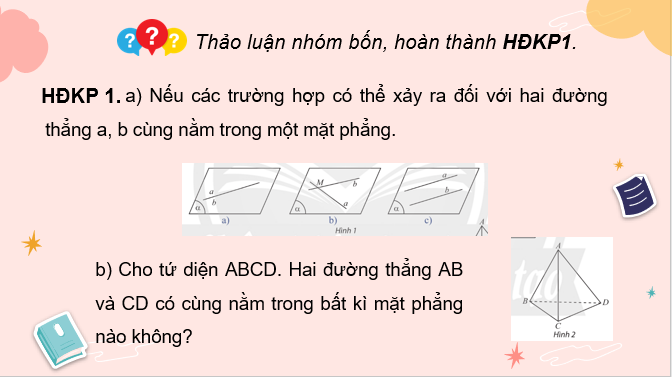 Thảo luận nhóm bốn, hoàn thành HĐKP1.
HĐKP 1. a) Nếu các trường hợp có thể xảy ra đối với hai đường
thẳng a, b cùng nằm trong một mặt phẳng.
a
b
α
a)
M
b
a
α
b)
a
b
α
c)
Hình 1
A
b) Cho tứ diện ABCD. Hai đường thẳng AB
và CD có cùng nằm trong bất kì mặt phẳng
nào không?
A
B
D
C
Hình 2